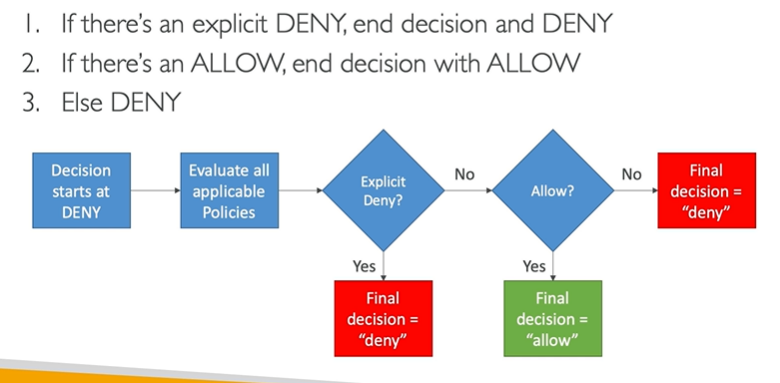 1. If there's an explicit DENY, end decision and DENY
2. If there's an ALLOW, end decision with ALLOW
3. Else DENY
Decision
starts at
DENY
Evaluate all
applicable
Policies
Explicit
Deny?
No
Allow?
No
Final
decision =
“deny”
Yes
Final
decision =
“deny”
Yes
Final
decision =
“allow”